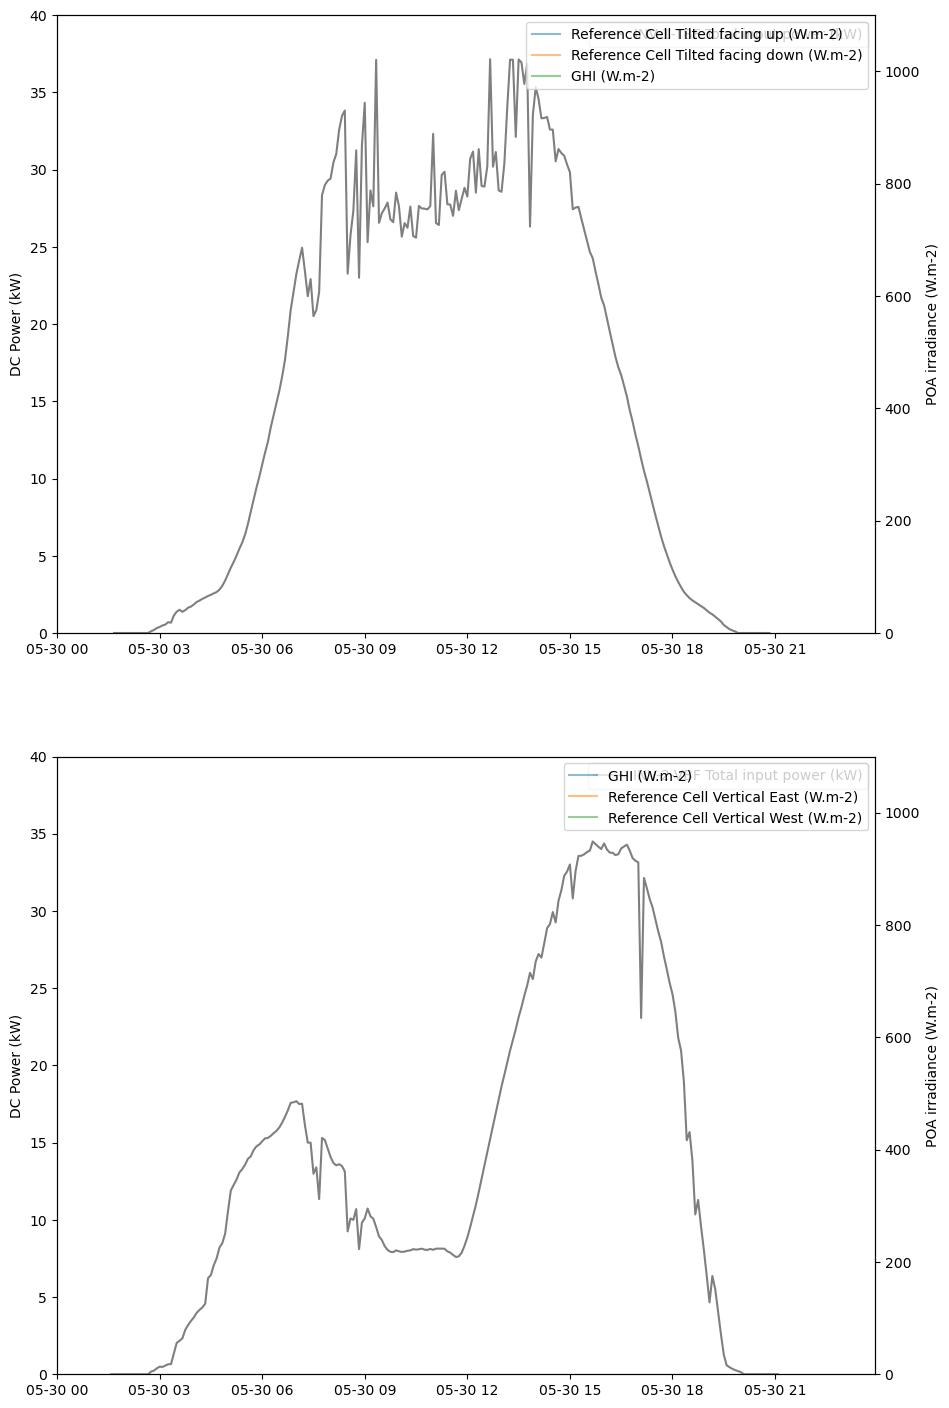 40
35
30
25
20
15
10
5
0
DC Power (kW)
Total input power (kW)
Reference Cell Tilted facing up (W.m-2)
Reference Cell Tilted facing down (W.m-2)
GHI (W.m-2)
1000
800
600
400
200
0
POA irradiance (W.m-2)
05-30 00 05-30 03 05-30 06 05-30 09 05-30 12 05-30 15 05-30 18 05-30 21
40
35
30
25
20
15
10
5
0
DC Power (kW)
Total input power (kW)
GHI (W.m-2)
Reference Cell Vertical East (W.m-2)
Reference Cell Vertical West (W.m-2)
1000
800
600
400
200
0
POA irradiance (W.m-2)
05-30 00 05-30 03 05-30 06 05-30 09 05-30 12 05-30 15 05-30 18 05-30 21